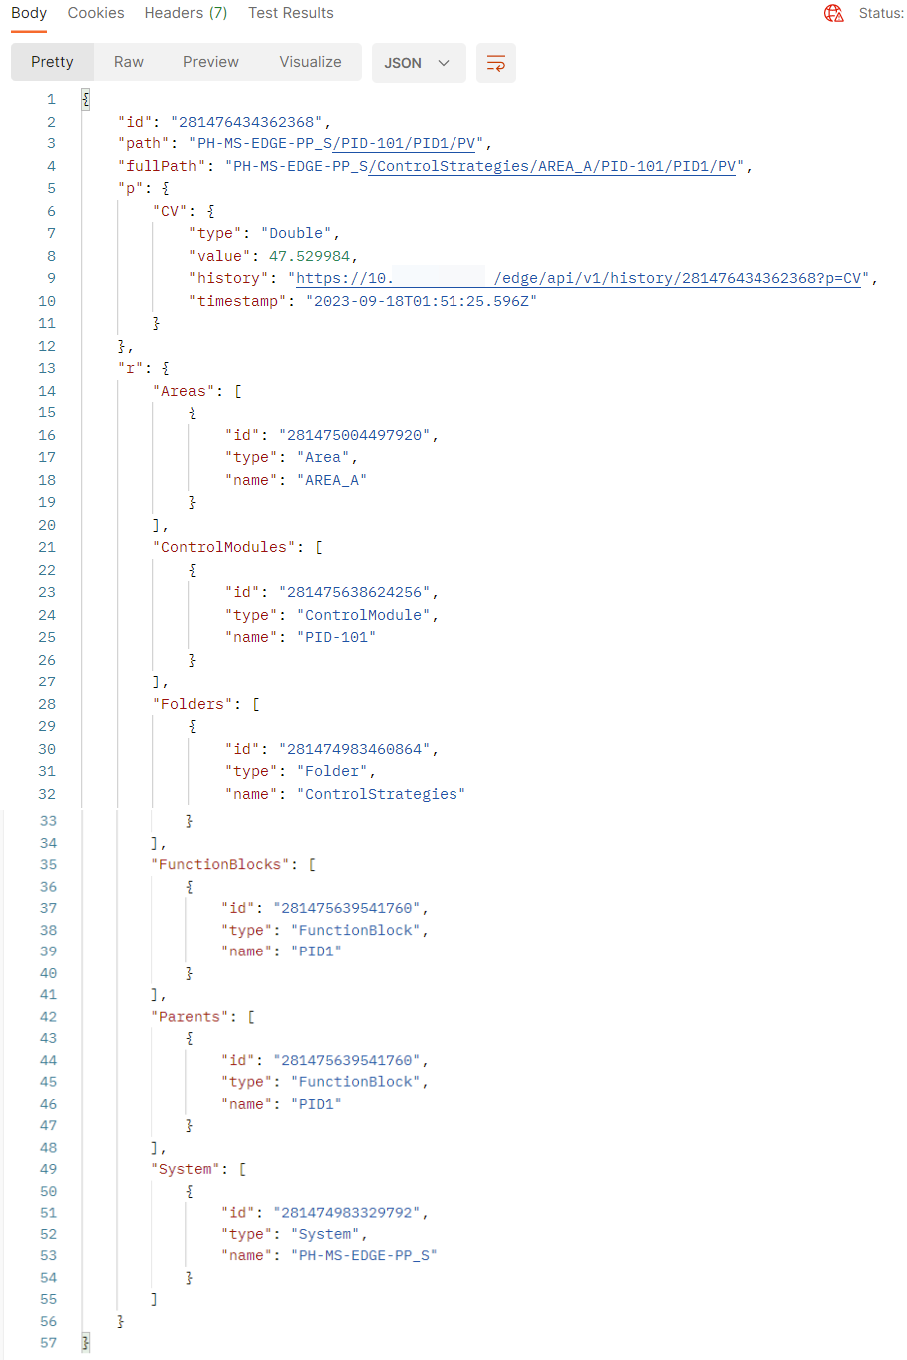 Body Cookies Headers (7) Test Results Status:
Pretty Raw Preview Visualize JSON
1 {
2 "id": "281476434362368",
3 "path": "PH-MS-EDGE-PP_S/PID-101/PID1/PV",
4 "fullPath": "PH-MS-EDGE-PP_S/ControlStrategies/AREA_A/PID-101/PID1/PV",
5 "p": {
6 "CV": {
7 "type": "Double",
8 "value": 47.529984,
9 "history": "https://10. /edge/api/v1/history/281476434362368?p=CV",
10 "timestamp": "2023-09-18T01:51:25.596Z"
11 }
12 },
13 "r": {
14 "Areas": [
15 {
16 "id": "281475004497920",
17 "type": "Area",
18 "name": "AREA_A"
19 }
20 ],
21 "ControlModules": [
22 {
23 "id": "281475638624256",
24 "type": "ControlModule",
25 "name": "PID-101"
26 }
27 ],
28 "Folders": [
29 {
30 "id": "281474983460864",
31 "type": "Folder",
32 "name": "ControlStrategies"
33 }
34 ],
35 "FunctionBlocks": [
36 {
37 "id": "281475639541760",
38 "type": "FunctionBlock",
39 "name": "PID1"
40 }
41 ],
42 "Parents": [
43 {
44 "id": "281475639541760",
45 "type": "FunctionBlock",
46 "name": "PID1"
47 }
48 ],
49 "System": [
50 {
51 "id": "281474983329792",
52 "type": "System",
53 "name": "PH-MS-EDGE-PP_S"
54 }
55 ]
56 }
57 }